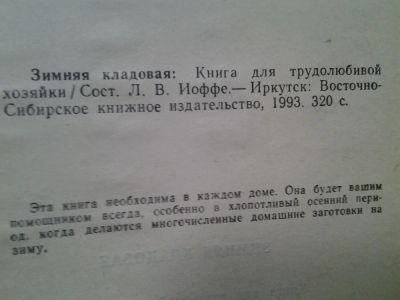 Зимняя кладовая: Книга для трудолюбивой
хозяйки/Сост. Л. В. Иоффе.— Иркутск: Восточно-
Сибирское книжное издательство, 1993. 320 с.
Эта книга необходима в каждом доме. Она будет вашим
помощником всегда, особенно в хлопотливый осенний пери-
од, когда делаются многочисленные домашние заготовки на
зиму.